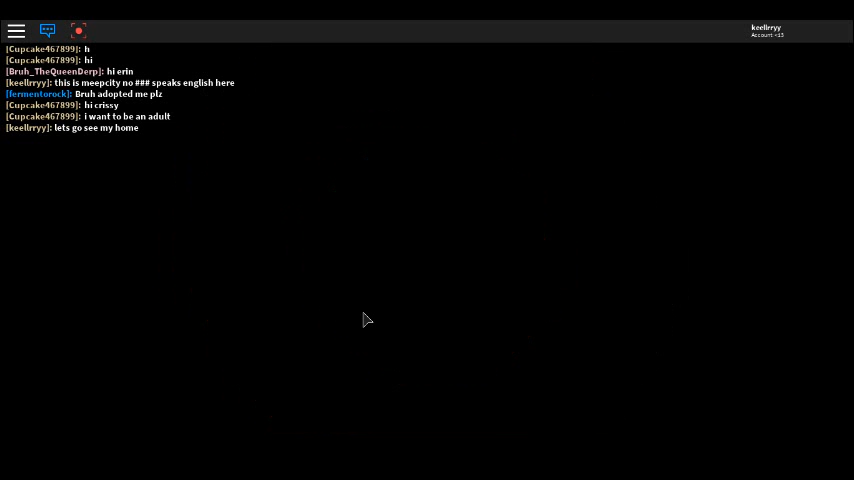 keellrryy
Account <13
[Cupcake467899]: h
[Cupcake467899]: hi
[Bruh_TheQueenDerp]: hi erin
[keellrryy]: this is meepcity no ### speaks english here
[fermentorock]: Bruh adopted me plz
[Cupcake467899]: hi crissy
[Cupcake467899]: i want to be an adult
[keellrryy]: lets go see my home